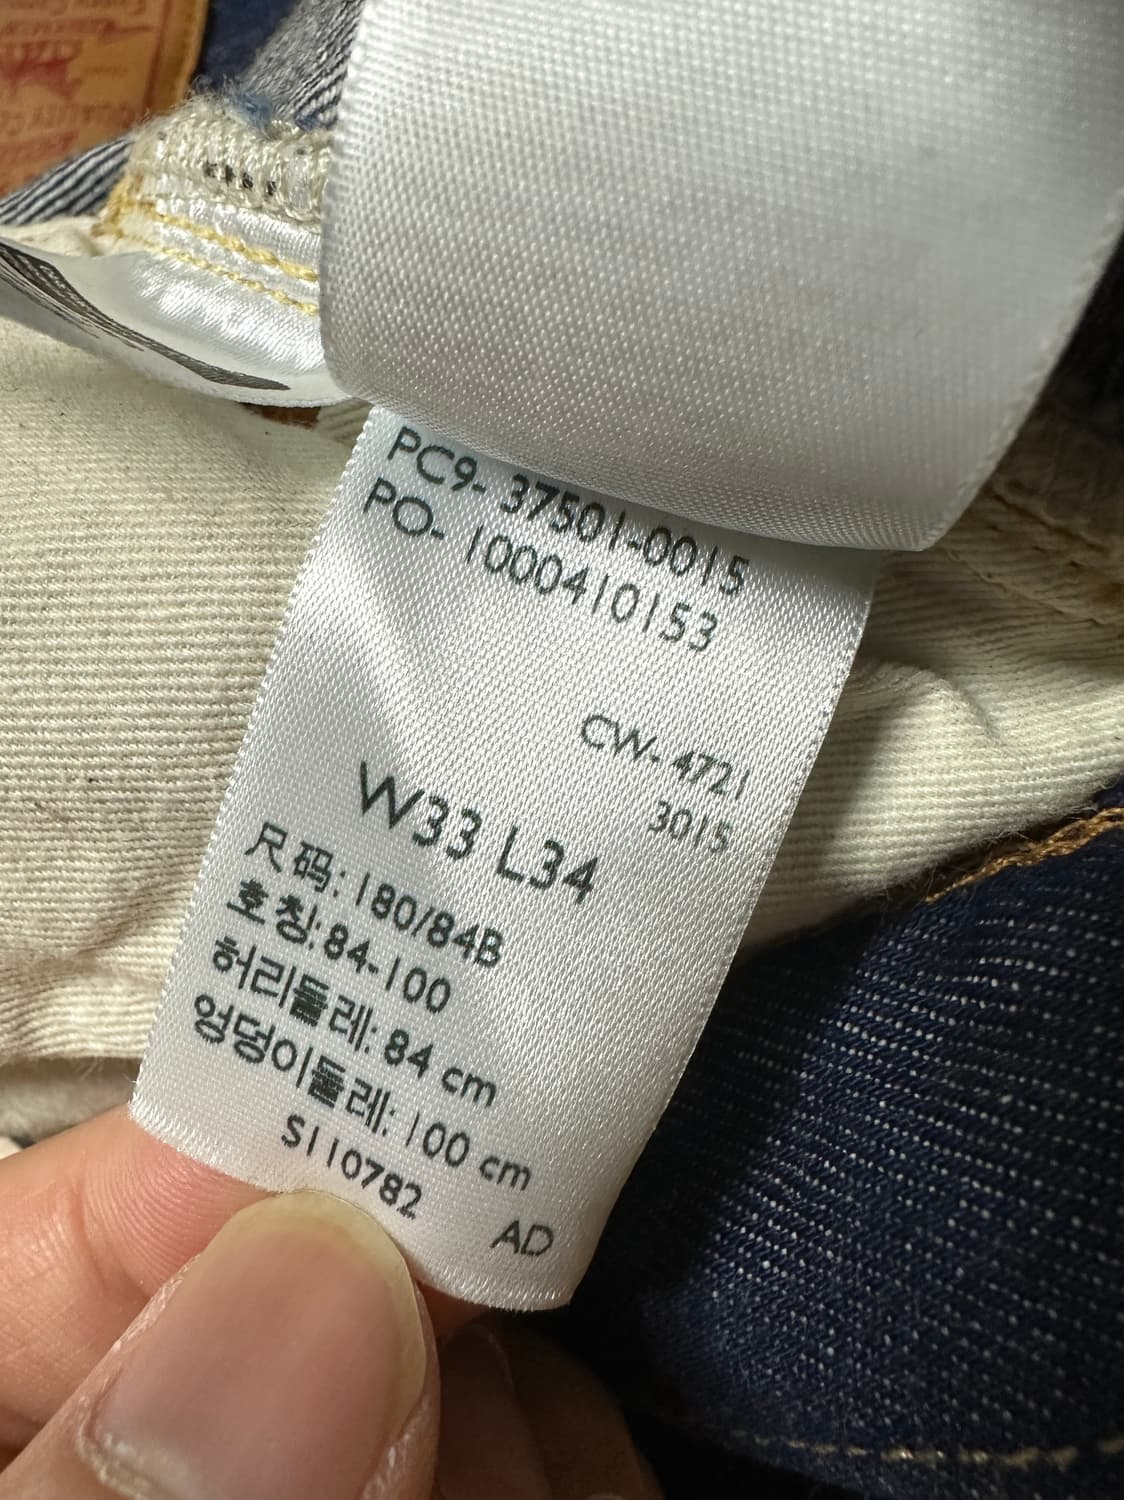 PC9- 37501-0015
PO- 1000410153
CW- 4721
3015
W33 L34
尺码: 180/84B
호칭: 84-100
허리둘레: 84 cm
엉덩이둘레: 100 cm
S110782
AD